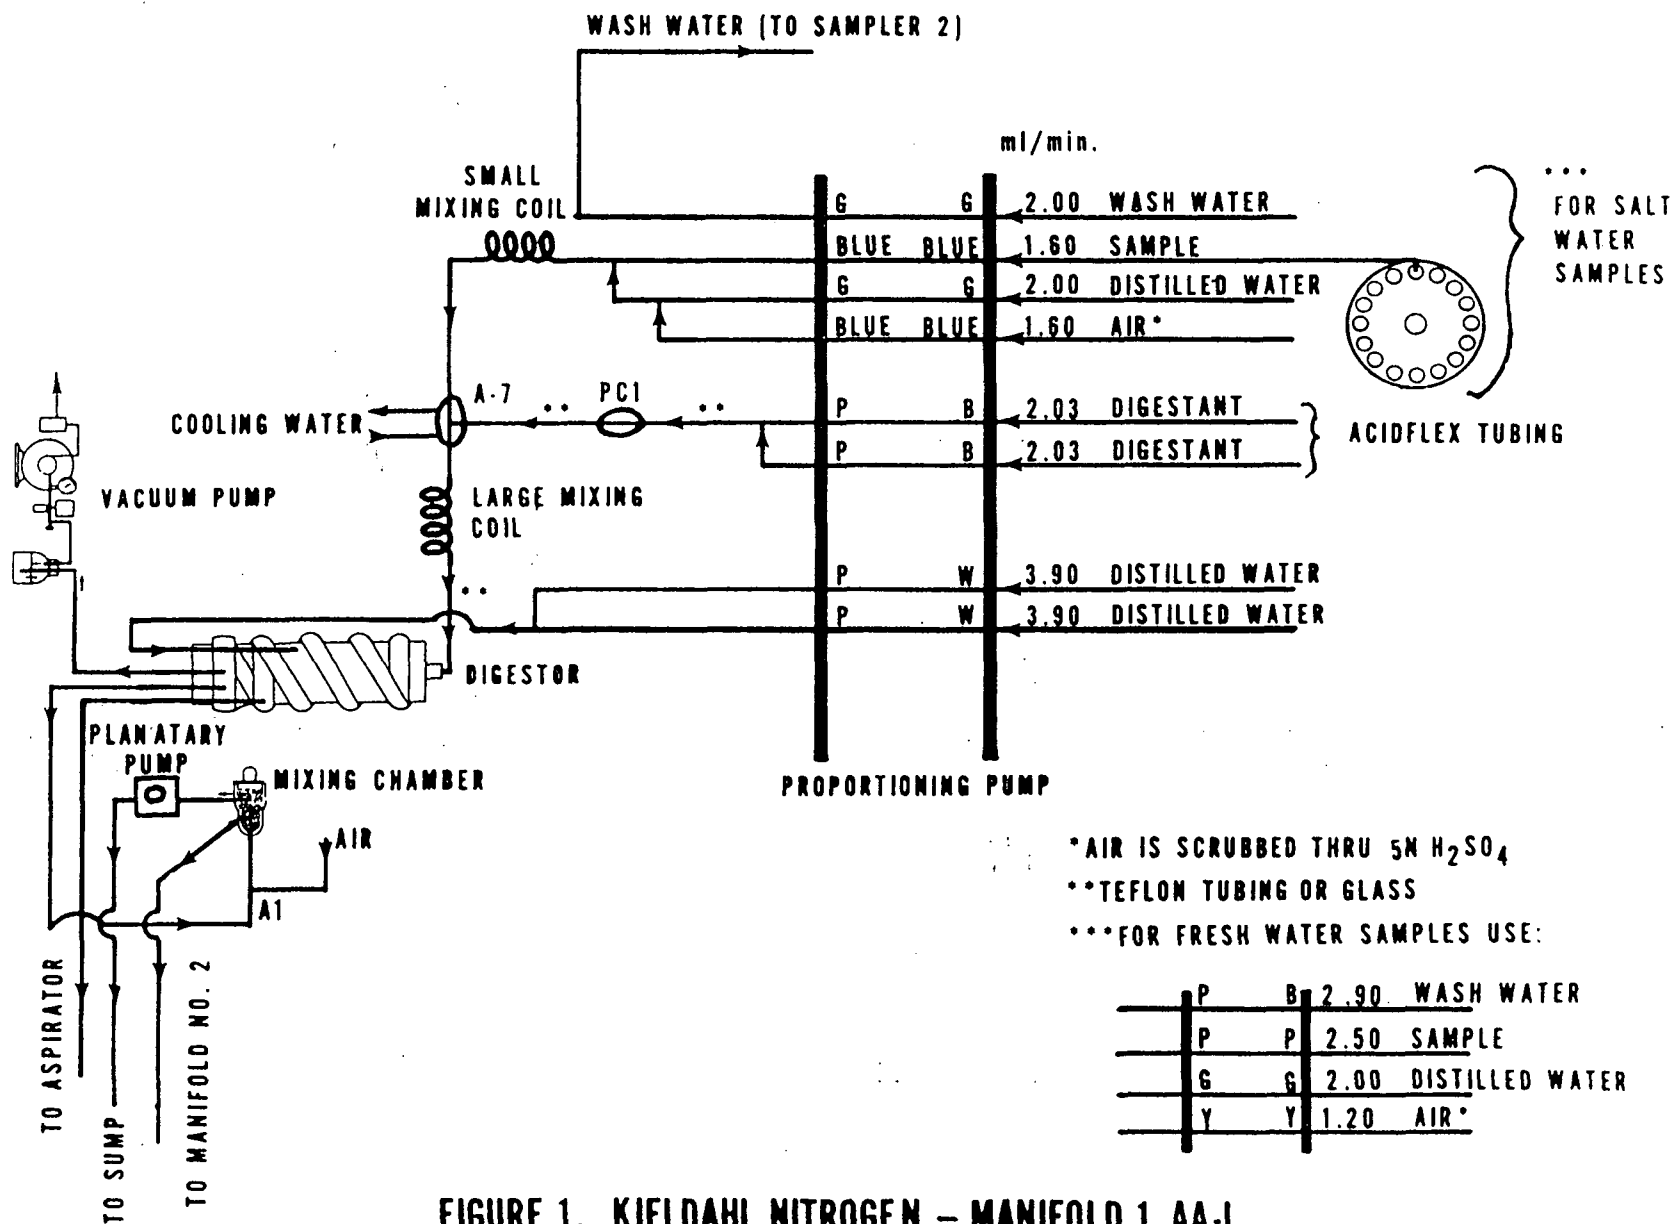 WASH WATER (TO SAMPLER 2)
ml/min.
SMALL
MIXING COIL
G G 2.00 WASH WATER
BLUE BLUE 1.60 SAMPLE
G G 2.00 DISTILLED WATER
BLUE BLUE 1.60 AIR*
***
FOR SALT
WATER
SAMPLES
A-7
** PC1 **
P B 2.03 DIGESTANT
P B 2.03 DIGESTANT
ACIDFLEX TUBING
COOLING WATER
VACUUM PUMP
LARGE MIXING
COIL
**
P W 3.90 DISTILLED WATER
P W 3.90 DISTILLED WATER
DIGESTOR
PLANATARY
PUMP
MIXING CHAMBER
PROPORTIONING PUMP
AIR
A1
TO ASPIRATOR
TO SUMP
TO MANIFOLD NO. 2
*AIR IS SCRUBBED THRU 5N H2SO4
**TEFLON TUBING OR GLASS
***FOR FRESH WATER SAMPLES USE:
P B 2.90 WASH WATER
P P 2.50 SAMPLE
G G 2.00 DISTILLED WATER
Y Y 1.20 AIR*
FIGURE 1. KJELDAHL NITROGEN – MANIFOLD 1 AA-I